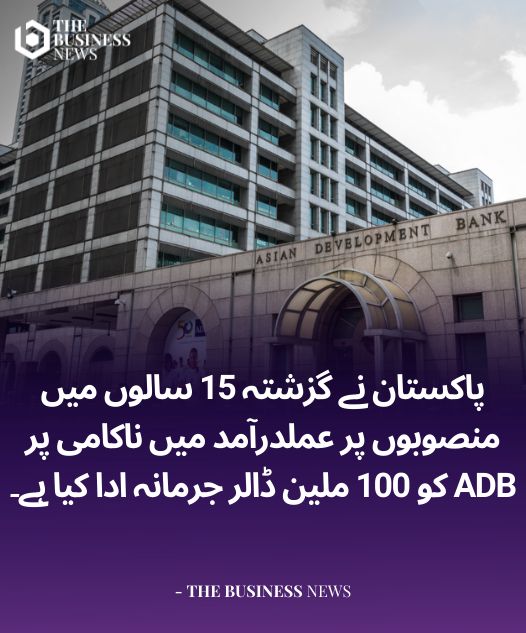 THE
BUSINESS
NEWS
ASIAN DEVELOPMENT BANK
50
پاکستان نے گزشتہ 15 سالوں میں
منصوبوں پر عملدرآمد میں ناکامی پر
ADB کو 100 ملین ڈالر جرمانہ ادا کیا ہے۔
- THE BUSINESS NEWS